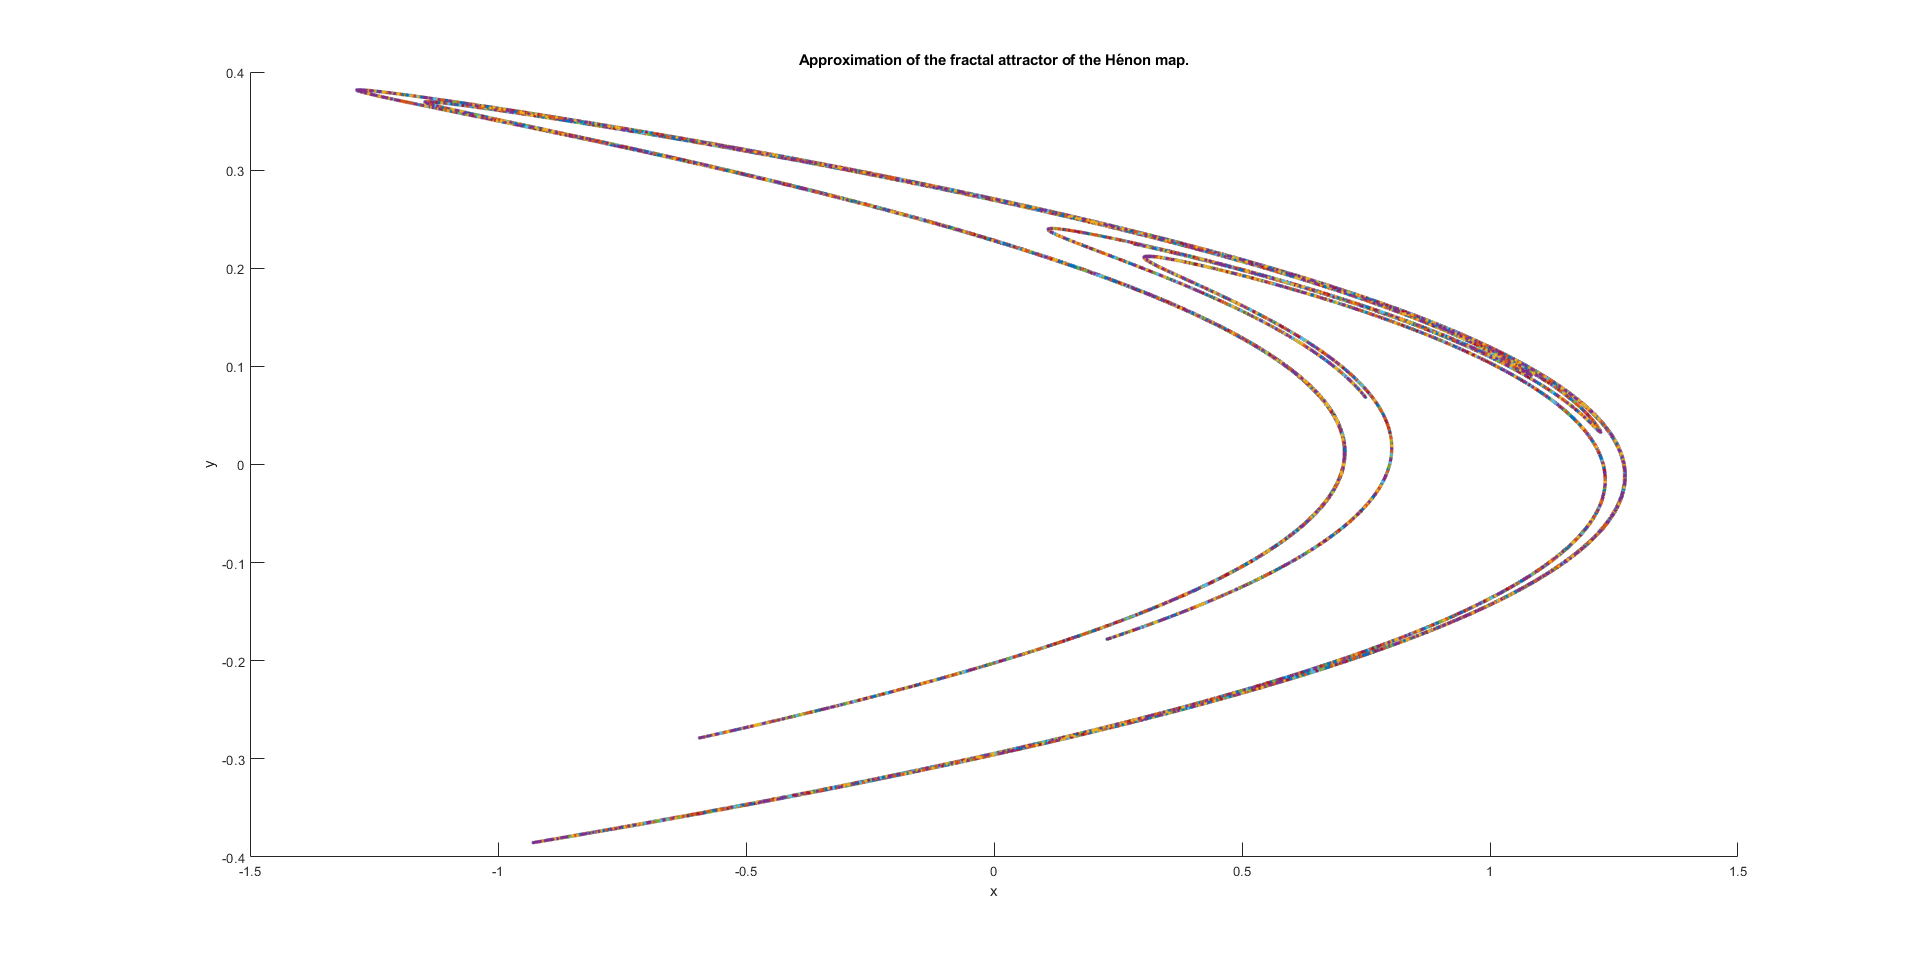 Approximation of the fractal attractor of the Hénon map.
0.4
0.3
0.2
0.1
0
-0.1
-0.2
-0.3
-0.4
y
-1.5 -1 -0.5 0 0.5 1 1.5
x